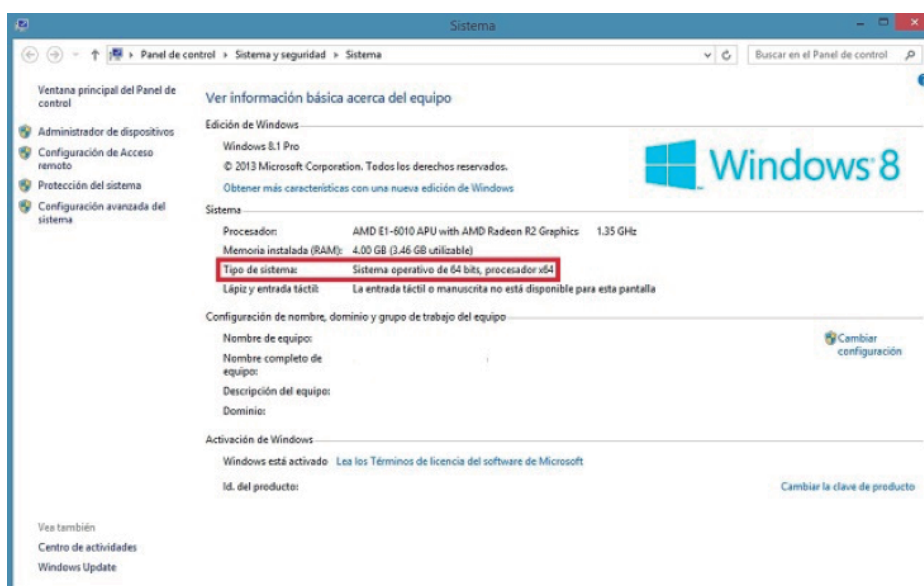 Sistema
Panel de control ▸ Sistema y seguridad ▸ Sistema
Buscar en el Panel de control
Ventana principal del Panel de
control
Administrador de dispositivos
Configuración de Acceso
remoto
Protección del sistema
Configuración avanzada del
sistema
Vea también
Centro de actividades
Windows Update
Ver información básica acerca del equipo
Edición de Windows
Windows 8.1 Pro
© 2013 Microsoft Corporation. Todos los derechos reservados.
Obtener más características con una nueva edición de Windows
Windows 8
Sistema
Procesador: AMD E1-6010 APU with AMD Radeon R2 Graphics 1.35 GHz
Memoria instalada (RAM): 4.00 GB (3.46 GB utilizable)
Tipo de sistema: Sistema operativo de 64 bits, procesador x64
Lápiz y entrada táctil: La entrada táctil o manuscrita no está disponible para esta pantalla
Configuración de nombre, dominio y grupo de trabajo del equipo
Nombre de equipo:
Nombre completo de
equipo:
Descripción del equipo:
Dominio:
Cambiar
configuración
Activación de Windows
Windows está activado Lea los Términos de licencia del software de Microsoft
Id. del producto:
Cambiar la clave de producto